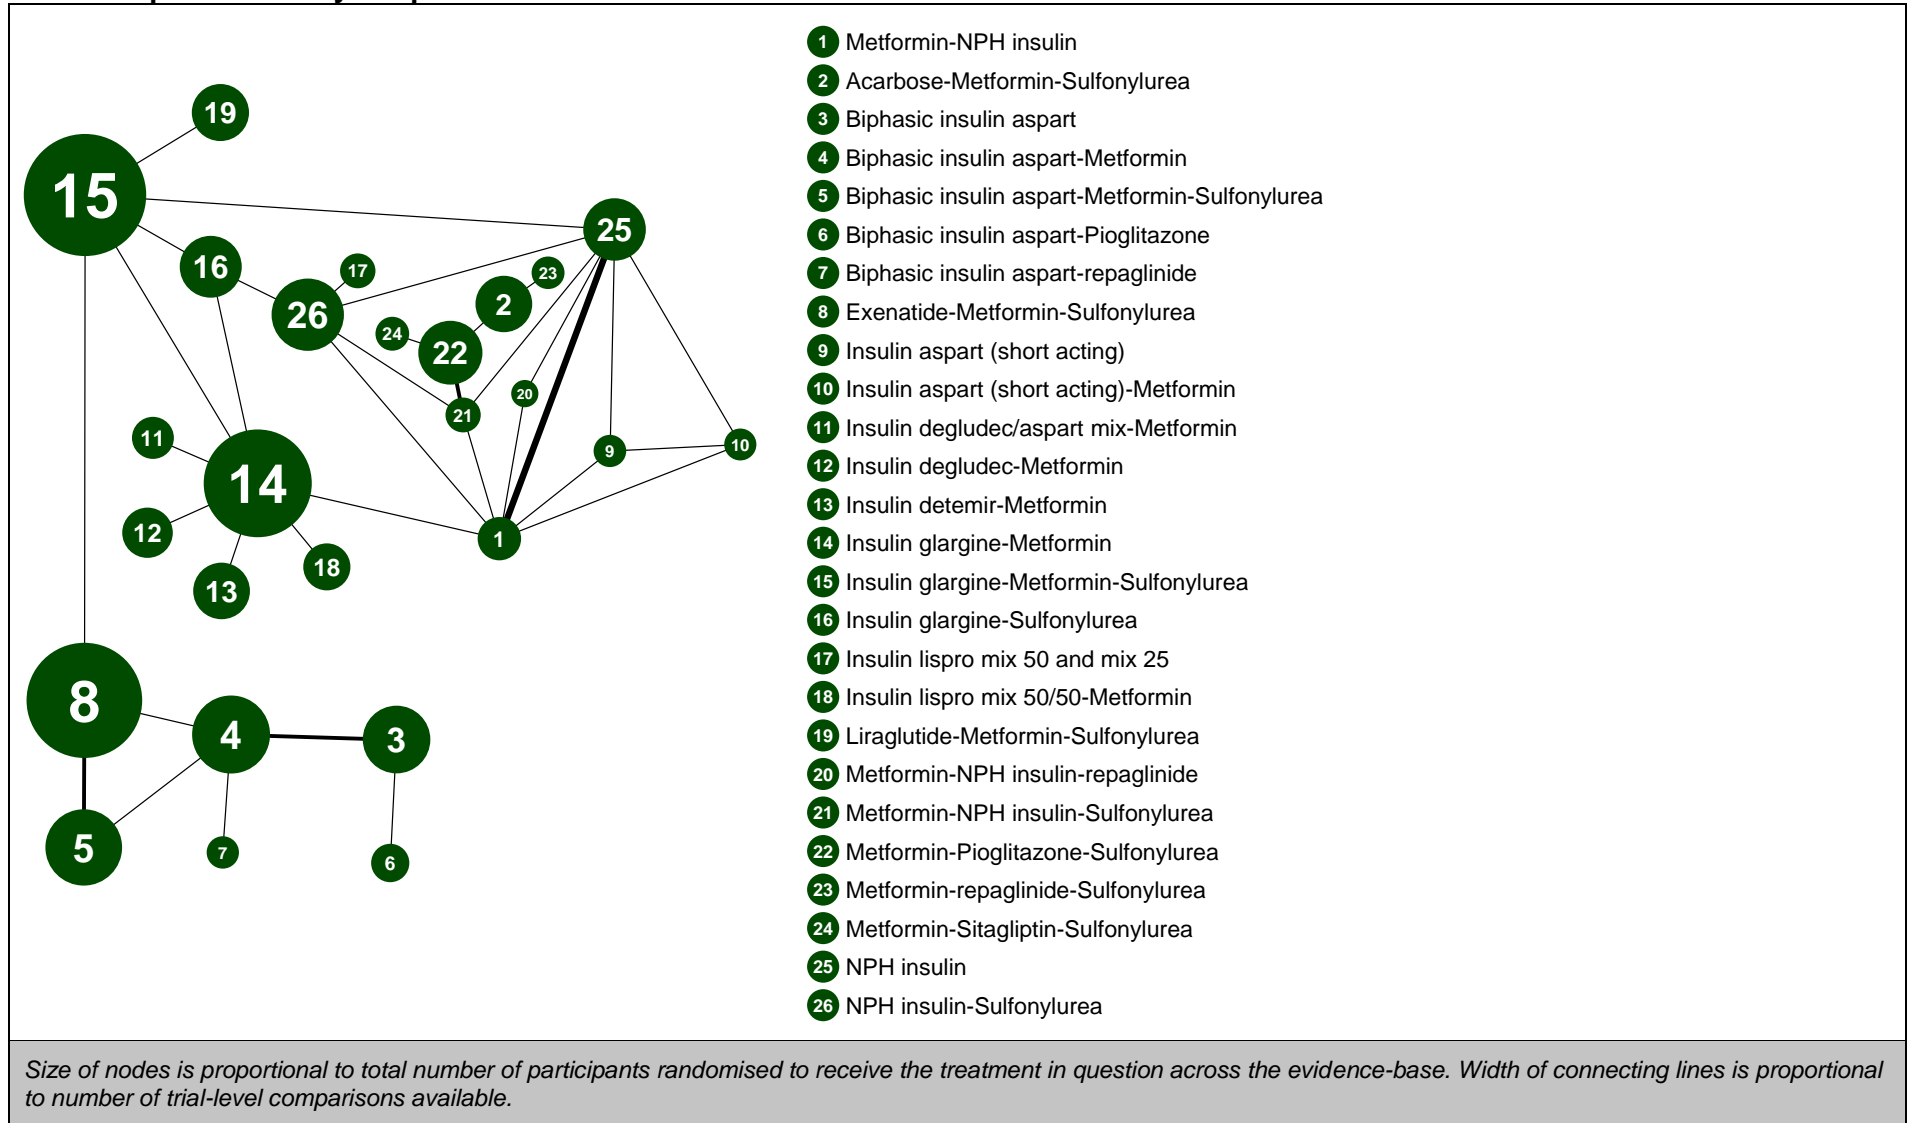 19
15
25
16
17
23
26
2
24
22
20
21
11
9
10
14
12
1
18
13
8
4
3
5
7
6
1 Metformin-NPH insulin
2 Acarbose-Metformin-Sulfonylurea
3 Biphasic insulin aspart
4 Biphasic insulin aspart-Metformin
5 Biphasic insulin aspart-Metformin-Sulfonylurea
6 Biphasic insulin aspart-Pioglitazone
7 Biphasic insulin aspart-repaglinide
8 Exenatide-Metformin-Sulfonylurea
9 Insulin aspart (short acting)
10 Insulin aspart (short acting)-Metformin
11 Insulin degludec/aspart mix-Metformin
12 Insulin degludec-Metformin
13 Insulin detemir-Metformin
14 Insulin glargine-Metformin
15 Insulin glargine-Metformin-Sulfonylurea
16 Insulin glargine-Sulfonylurea
17 Insulin lispro mix 50 and mix 25
18 Insulin lispro mix 50/50-Metformin
19 Liraglutide-Metformin-Sulfonylurea
20 Metformin-NPH insulin-repaglinide
21 Metformin-NPH insulin-Sulfonylurea
22 Metformin-Pioglitazone-Sulfonylurea
23 Metformin-repaglinide-Sulfonylurea
24 Metformin-Sitagliptin-Sulfonylurea
25 NPH insulin
26 NPH insulin-Sulfonylurea
Size of nodes is proportional to total number of participants randomised to receive the treatment in question across the evidence-base. Width of connecting lines is proportional
to number of trial-level comparisons available.